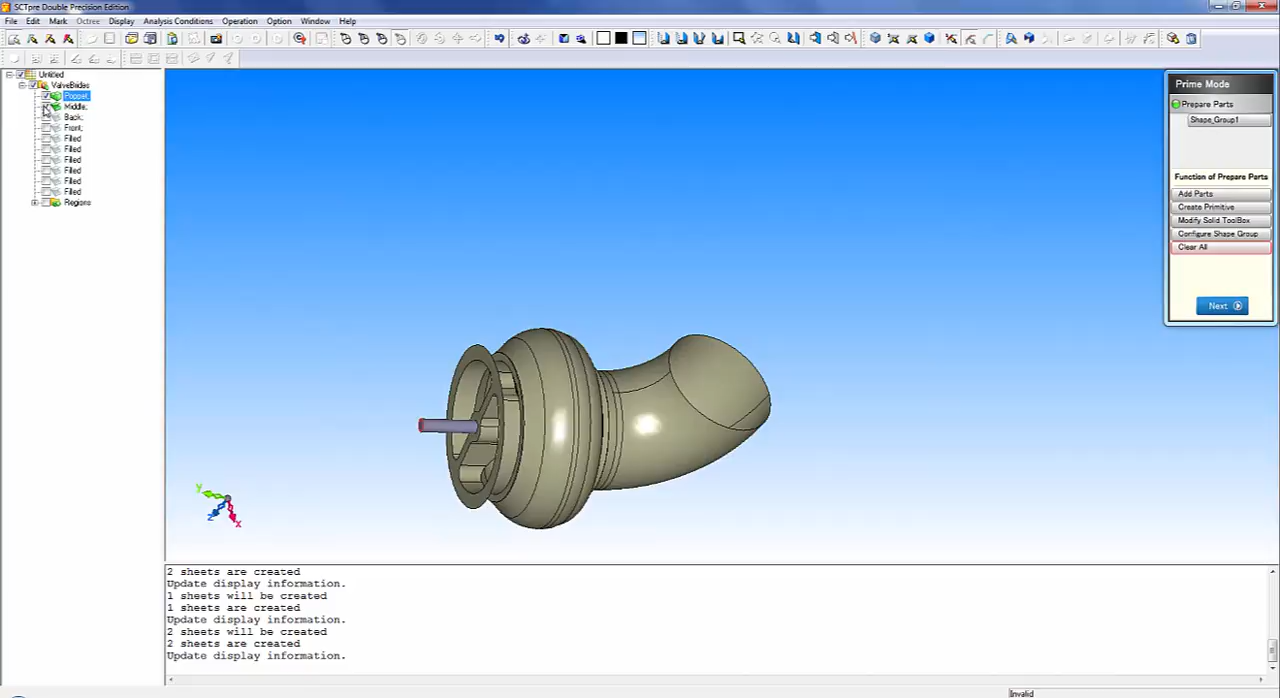 SCTpre Double Precision Edition
File Edit Mark Octree Display Analysis Conditions Operation Option Window Help
Untitled
ValveBrides
Poppet
Middle
Back
Front
Filled
Filled
Filled
Filled
Filled
Filled
Regions
Prime Mode
Prepare Parts
Shape_Group1
Function of Prepare Parts
Add Parts
Create Primitive
Modify Solid ToolBox
Configure Shape Group
Clear All
Next
Y
Z
X
2 sheets are created
Update display information.
1 sheets will be created
1 sheets are created
Update display information.
2 sheets will be created
2 sheets are created
Update display information.
Invalid